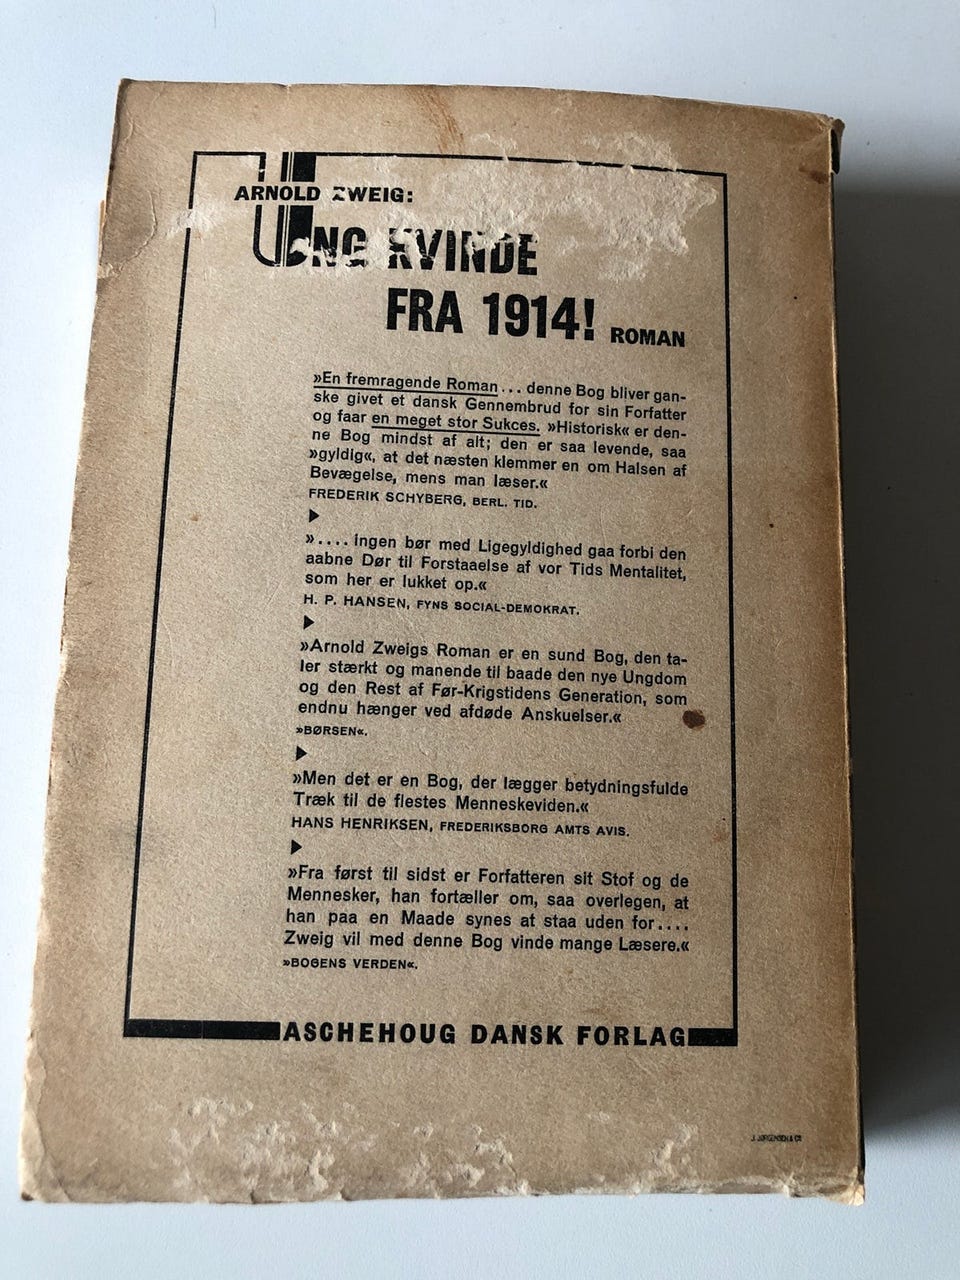 ARNOLD ZWEIG:
UNG KVINDE
FRA 1914! ROMAN
»En fremragende Roman ... denne Bog bliver gan-
ske givet et dansk Gennembrud for sin Forfatter
og faar en meget stor Sukces. »Historisk« er den-
ne Bog mindst af alt; den er saa levende, saa
»gyldig«, at det næsten klemmer en om Halsen af
Bevægelse, mens man læser.«
FREDERIK SCHYBERG, BERL. TID.
».... ingen bør med Ligegyldighed gaa forbi den
aabne Dør til Forstaaelse af vor Tids Mentalitet,
som her er lukket op.«
H. P. HANSEN, FYNS SOCIAL-DEMOKRAT.
»Arnold Zweigs Roman er en sund Bog, den ta-
ler stærkt og manende til baade den nye Ungdom
og den Rest af Før-Krigstidens Generation, som
endnu hænger ved afdøde Anskuelser.«
»BØRSEN«.
»Men det er en Bog, der lægger betydningsfulde
Træk til de flestes Menneskeviden.«
HANS HENRIKSEN, FREDERIKSBORG AMTS AVIS.
»Fra først til sidst er Forfatteren sit Stof og de
Mennesker, han fortæller om, saa overlegen, at
han paa en Maade synes at staa uden for....
Zweig vil med denne Bog vinde mange Læsere.«
»BOGENS VERDEN«.
ASCHEHOUG DANSK FORLAG
J. JØRGENSEN & Co